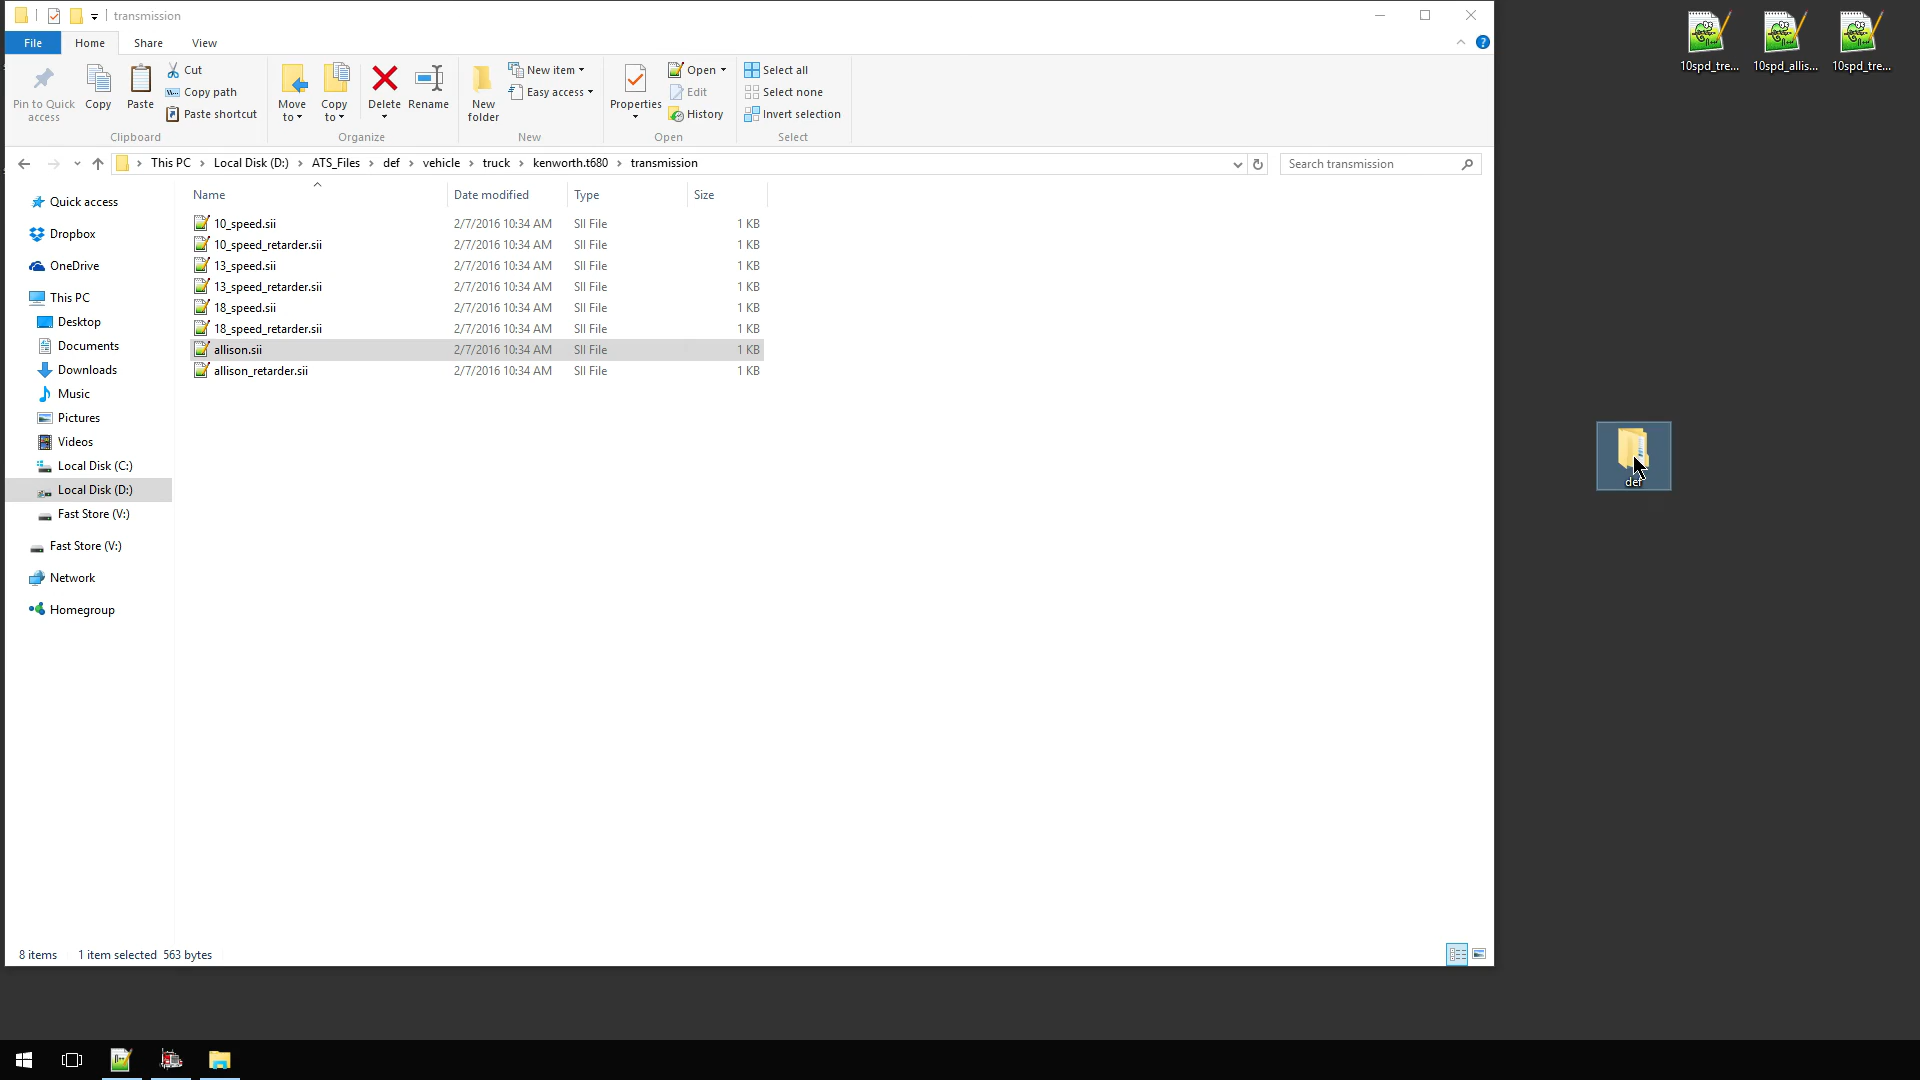 transmission
File Home Share View
Pin to Quick access
Copy
Paste
Cut
Copy path
Paste shortcut
Clipboard
Move to
Copy to
Delete
Rename
Organize
New folder
New item
Easy access
New
Properties
Open
Edit
History
Open
Select all
Select none
Invert selection
Select
This PC Local Disk (D:) ATS_Files def vehicle truck kenworth.t680 transmission
Search transmission
Quick access
Dropbox
OneDrive
This PC
Desktop
Documents
Downloads
Music
Pictures
Videos
Local Disk (C:)
Local Disk (D:)
Fast Store (V:)
Fast Store (V:)
Network
Homegroup
Name Date modified Type Size
10_speed.sii 2/7/2016 10:34 AM SII File 1 KB
10_speed_retarder.sii 2/7/2016 10:34 AM SII File 1 KB
13_speed.sii 2/7/2016 10:34 AM SII File 1 KB
13_speed_retarder.sii 2/7/2016 10:34 AM SII File 1 KB
18_speed.sii 2/7/2016 10:34 AM SII File 1 KB
18_speed_retarder.sii 2/7/2016 10:34 AM SII File 1 KB
allison.sii 2/7/2016 10:34 AM SII File 1 KB
allison_retarder.sii 2/7/2016 10:34 AM SII File 1 KB
8 items 1 item selected 563 bytes
10spd_tre... 10spd_allis... 10spd_tre...
def